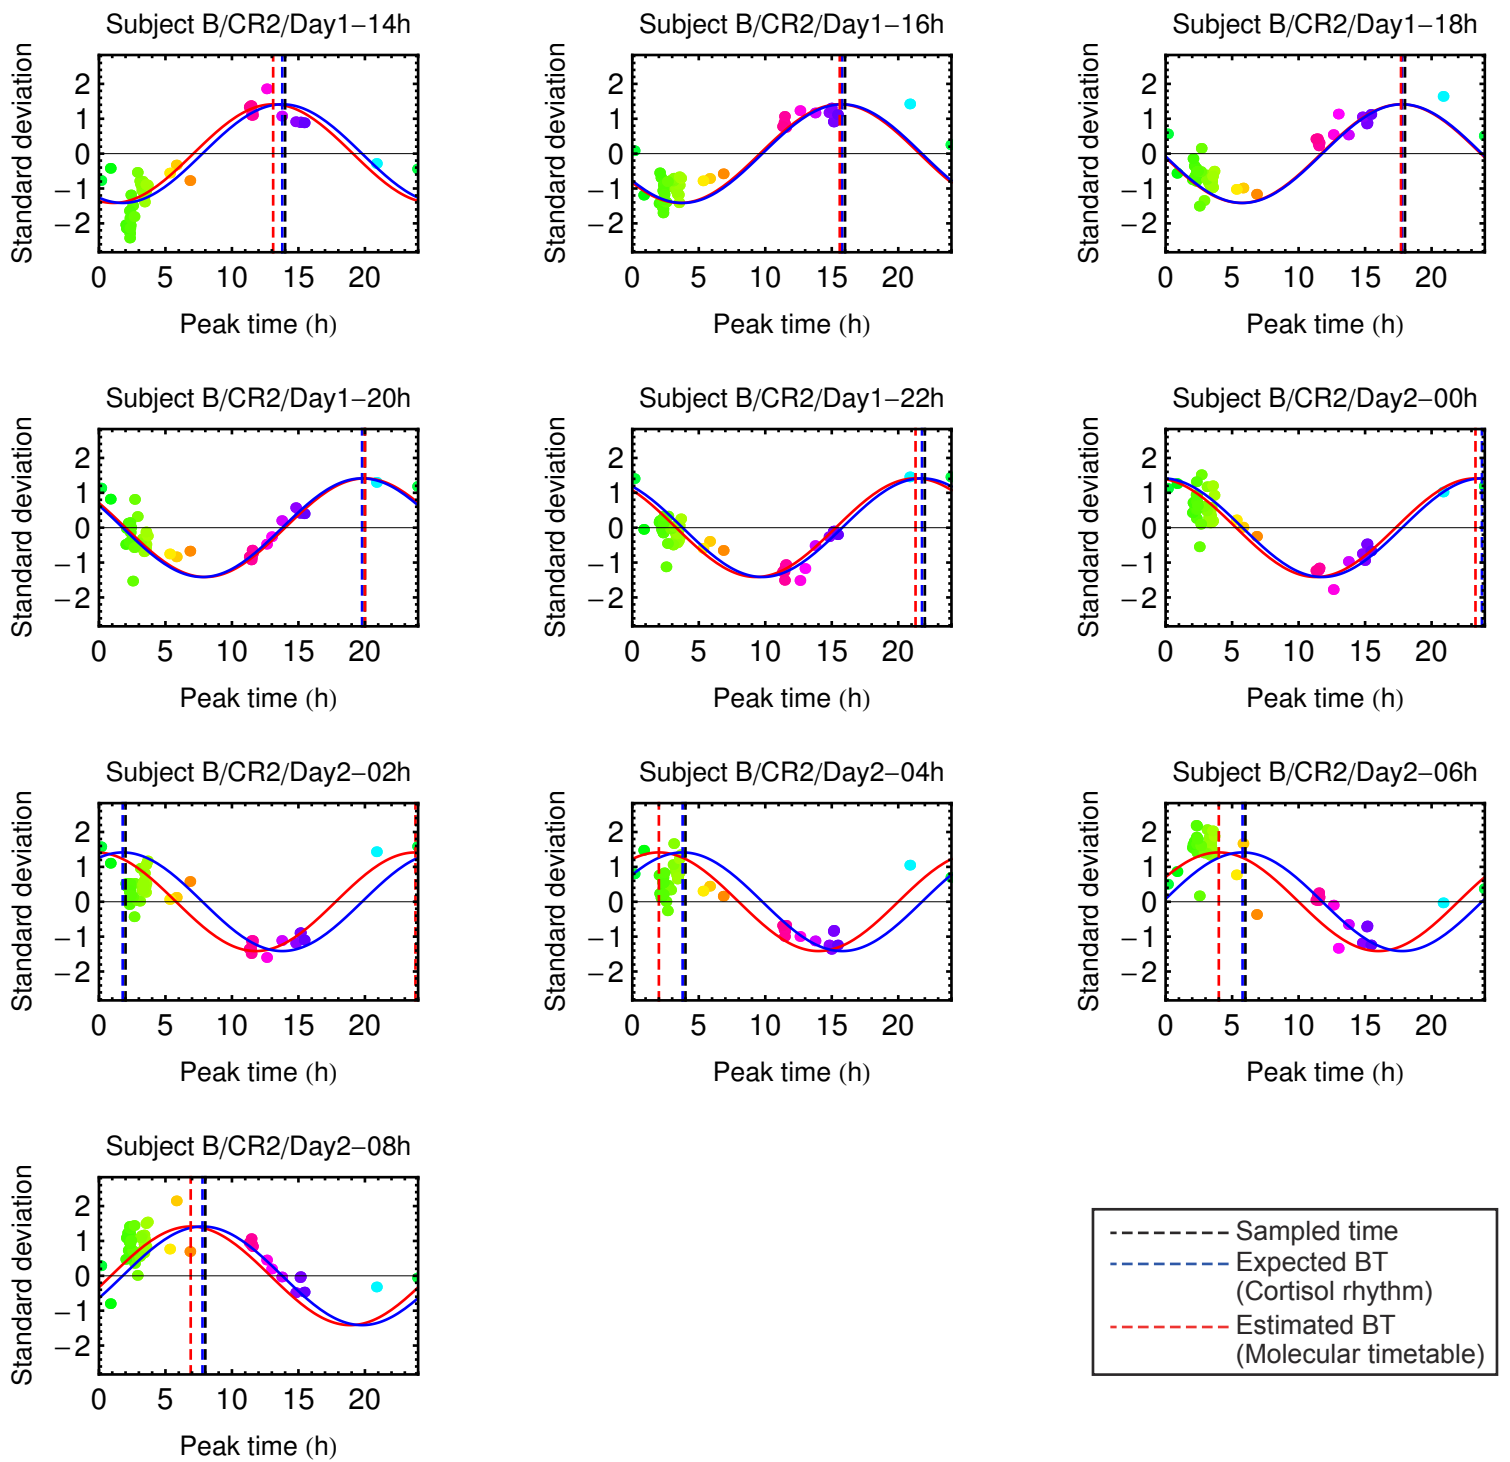 Subject B/CR2/Day1−14h
Standard deviation
2
1
0
−1
−2
0 5 10 15 20
Peak time (h)
Subject B/CR2/Day1−16h
Standard deviation
2
1
0
−1
−2
0 5 10 15 20
Peak time (h)
Subject B/CR2/Day1−18h
Standard deviation
2
1
0
−1
−2
0 5 10 15 20
Peak time (h)
Subject B/CR2/Day1−20h
Standard deviation
2
1
0
−1
−2
0 5 10 15 20
Peak time (h)
Subject B/CR2/Day1−22h
Standard deviation
2
1
0
−1
−2
0 5 10 15 20
Peak time (h)
Subject B/CR2/Day2−00h
Standard deviation
2
1
0
−1
−2
0 5 10 15 20
Peak time (h)
Subject B/CR2/Day2−02h
Standard deviation
2
1
0
−1
−2
0 5 10 15 20
Peak time (h)
Subject B/CR2/Day2−04h
Standard deviation
2
1
0
−1
−2
0 5 10 15 20
Peak time (h)
Subject B/CR2/Day2−06h
Standard deviation
2
1
0
−1
−2
0 5 10 15 20
Peak time (h)
Subject B/CR2/Day2−08h
Standard deviation
2
1
0
−1
−2
0 5 10 15 20
Peak time (h)
Sampled time
Expected BT
(Cortisol rhythm)
Estimated BT
(Molecular timetable)